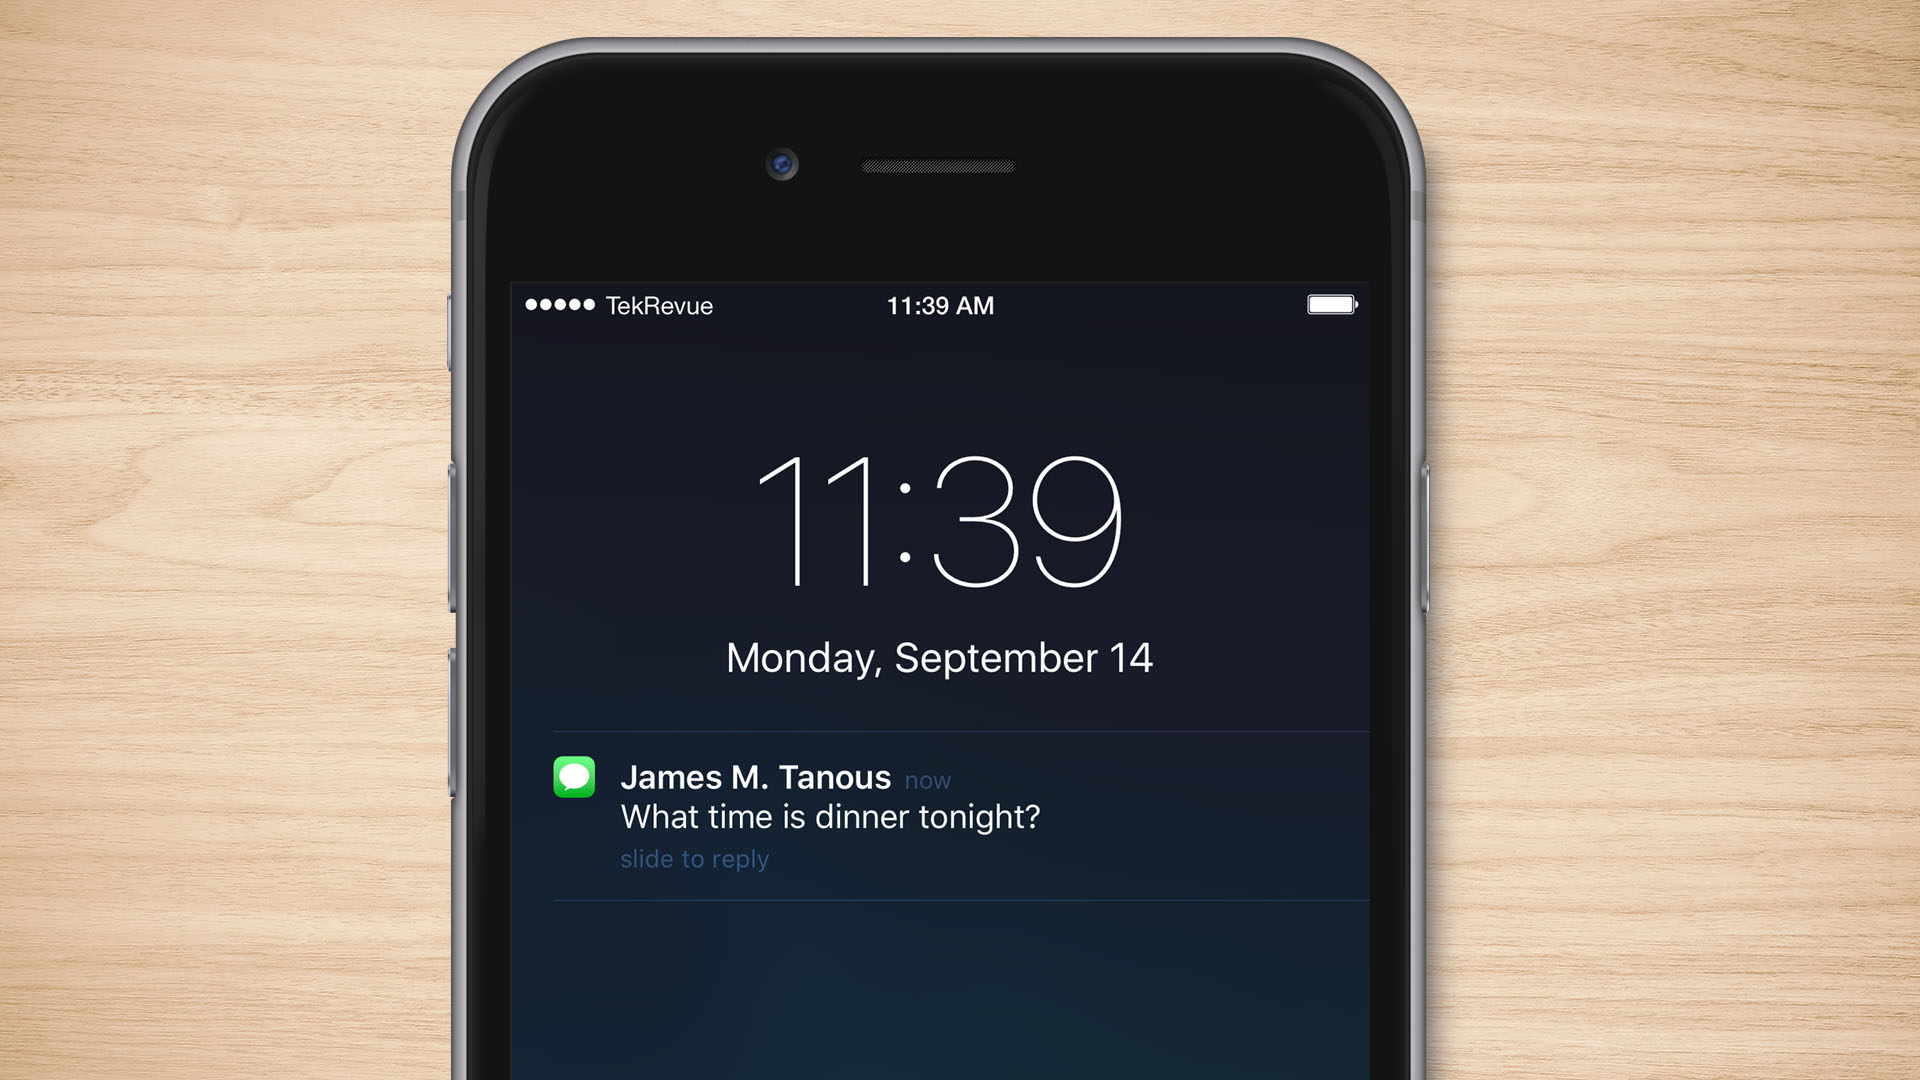 TekRevue 11:39 AM
11:39
Monday, September 14
James M. Tanous now
What time is dinner tonight?
slide to reply